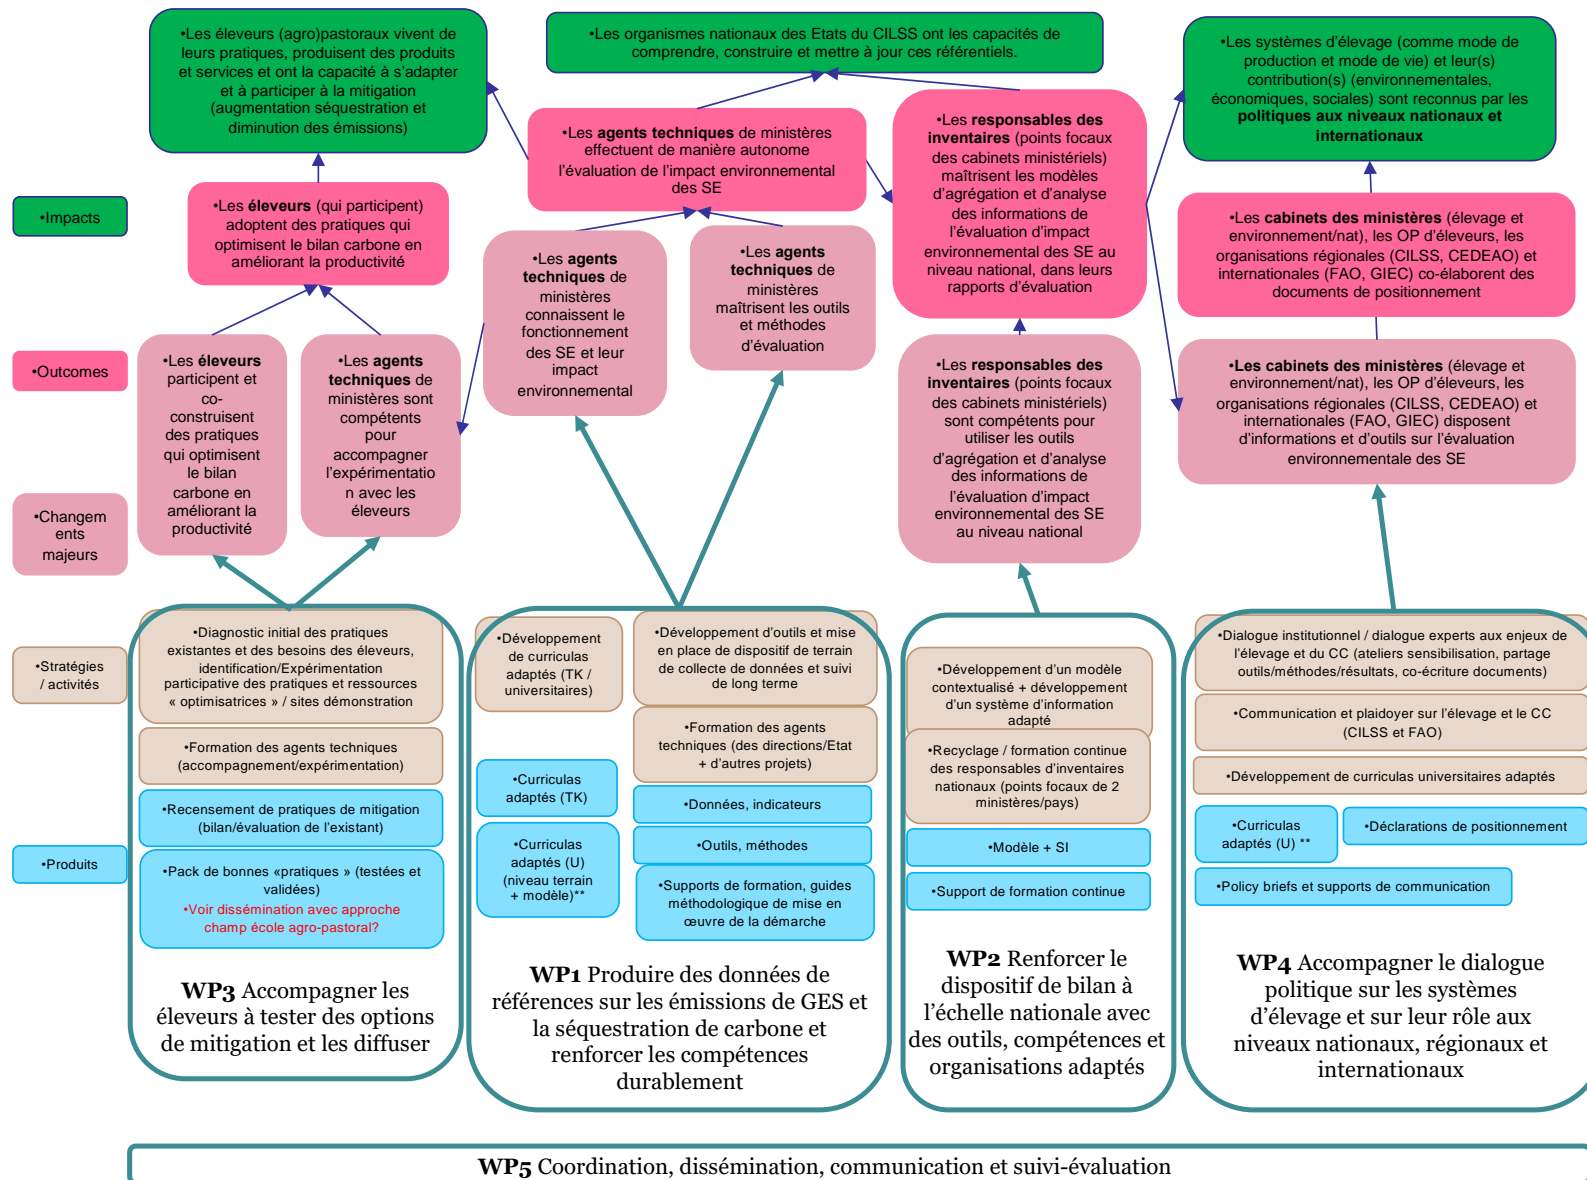 •Les éleveurs (agro)pastoraux vivent de
leurs pratiques, produisent des produits
et services et ont la capacité à s'adapter
et à participer à la mitigation
(augmentation séquestration et
diminution des émissions)
•Les organismes nationaux des Etats du CILSS ont les capacités de
comprendre, construire et mettre à jour ces référentiels.
•Les systèmes d'élevage (comme mode de
production et mode de vie) et leur(s)
contribution(s) (environnementales,
économiques, sociales) sont reconnus par les
politiques aux niveaux nationaux et
internationaux
•Impacts
•Les éleveurs (qui participent)
adoptent des pratiques qui
optimisent le bilan carbone en
améliorant la productivité
•Les agents techniques de ministères
effectuent de manière autonome
l'évaluation de l'impact environnemental
des SE
•Les responsables des
inventaires (points focaux
des cabinets ministériels)
maîtrisent les modèles
d'agrégation et d'analyse
des informations de
l'évaluation d'impact
environnemental des SE au
niveau national, dans leurs
rapports d'évaluation
•Les cabinets des ministères (élevage et
environnement/nat), les OP d'éleveurs, les
organisations régionales (CILSS, CEDEAO) et
internationales (FAO, GIEC) co-élaborent des
documents de positionnement
•Outcomes
•Les éleveurs
participent et
co-
construisent
des pratiques
qui optimisent
le bilan
carbone en
améliorant la
productivité
•Les agents
techniques de
ministères sont
compétents
pour
accompagner
l'expérimentatio
n avec les
éleveurs
•Les agents
techniques de
ministères
connaissent le
fonctionnement
des SE et leur
impact
environnemental
•Les agents
techniques de
ministères
maîtrisent les outils
et méthodes
d'évaluation
•Les responsables des
inventaires (points focaux
des cabinets ministériels)
sont compétents pour
utiliser les outils
d'agrégation et d'analyse
des informations de
l'évaluation d'impact
environnemental des SE
au niveau national
•Les cabinets des ministères (élevage et
environnement/nat), les OP d'éleveurs, les
organisations régionales (CILSS, CEDEAO) et
internationales (FAO, GIEC) disposent
d'informations et d'outils sur l'évaluation
environnementale des SE
•Changem
ents
majeurs
•Stratégies
/ activités
•Diagnostic initial des pratiques
existantes et des besoins des éleveurs,
identification/Expérimentation
participative des pratiques et ressources
« optimisatrices » / sites démonstration
•Formation des agents techniques
(accompagnement/expérimentation)
•Développement
de curriculas
adaptés (TK /
universitaires)
•Développement d'outils et mise
en place de dispositif de terrain
de collecte de données et suivi
de long terme
•Formation des agents
techniques (des directions/Etat
+ d'autres projets)
•Développement d'un modèle
contextualisé + développement
d'un système d'information
adapté
•Recyclage / formation continue
des responsables d'inventaires
nationaux (points focaux de 2
ministères/pays)
•Dialogue institutionnel / dialogue experts aux enjeux de
l'élevage et du CC (ateliers sensibilisation, partage
outils/méthodes/résultats, co-écriture documents)
•Communication et plaidoyer sur l'élevage et le CC
(CILSS et FAO)
•Développement de curriculas universitaires adaptés
•Produits
•Recensement de pratiques de mitigation
(bilan/évaluation de l'existant)
•Pack de bonnes «pratiques » (testées et
validées)
•Voir dissémination avec approche
champ école agro-pastoral?
•Curriculas
adaptés (TK)
•Curriculas
adaptés (U)
(niveau terrain
+ modèle)**
•Données, indicateurs
•Outils, méthodes
•Supports de formation, guides
méthodologique de mise en
œuvre de la démarche
•Modèle + SI
•Support de formation continue
•Curriculas
adaptés (U) **
•Déclarations de positionnement
•Policy briefs et supports de communication
WP3 Accompagner les
éleveurs à tester des options
de mitigation et les diffuser
WP1 Produire des données de
références sur les émissions de GES et
la séquestration de carbone et
renforcer les compétences
durablement
WP2 Renforcer le
dispositif de bilan à
l'échelle nationale avec
des outils, compétences et
organisations adaptés
WP4 Accompagner le dialogue
politique sur les systèmes
d'élevage et sur leur rôle aux
niveaux nationaux, régionaux et
internationaux
WP5 Coordination, dissémination, communication et suivi-évaluation